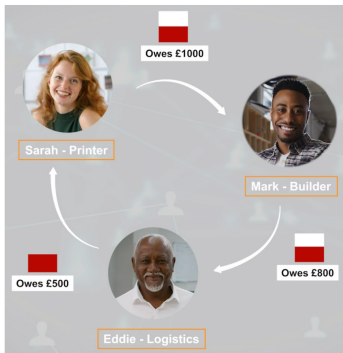 Owes £1000
Sarah - Printer
Mark - Builder
Owes £500
Owes £800
Eddie - Logistics